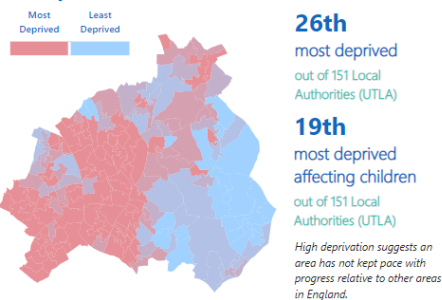 Most
Deprived
Least
Deprived
26th
most deprived
out of 151 Local
Authorities (UTLA)
19th
most deprived
affecting children
out of 151 Local
Authorities (UTLA)
High deprivation suggests an
area has not kept pace with
progress relative to other areas
in England.